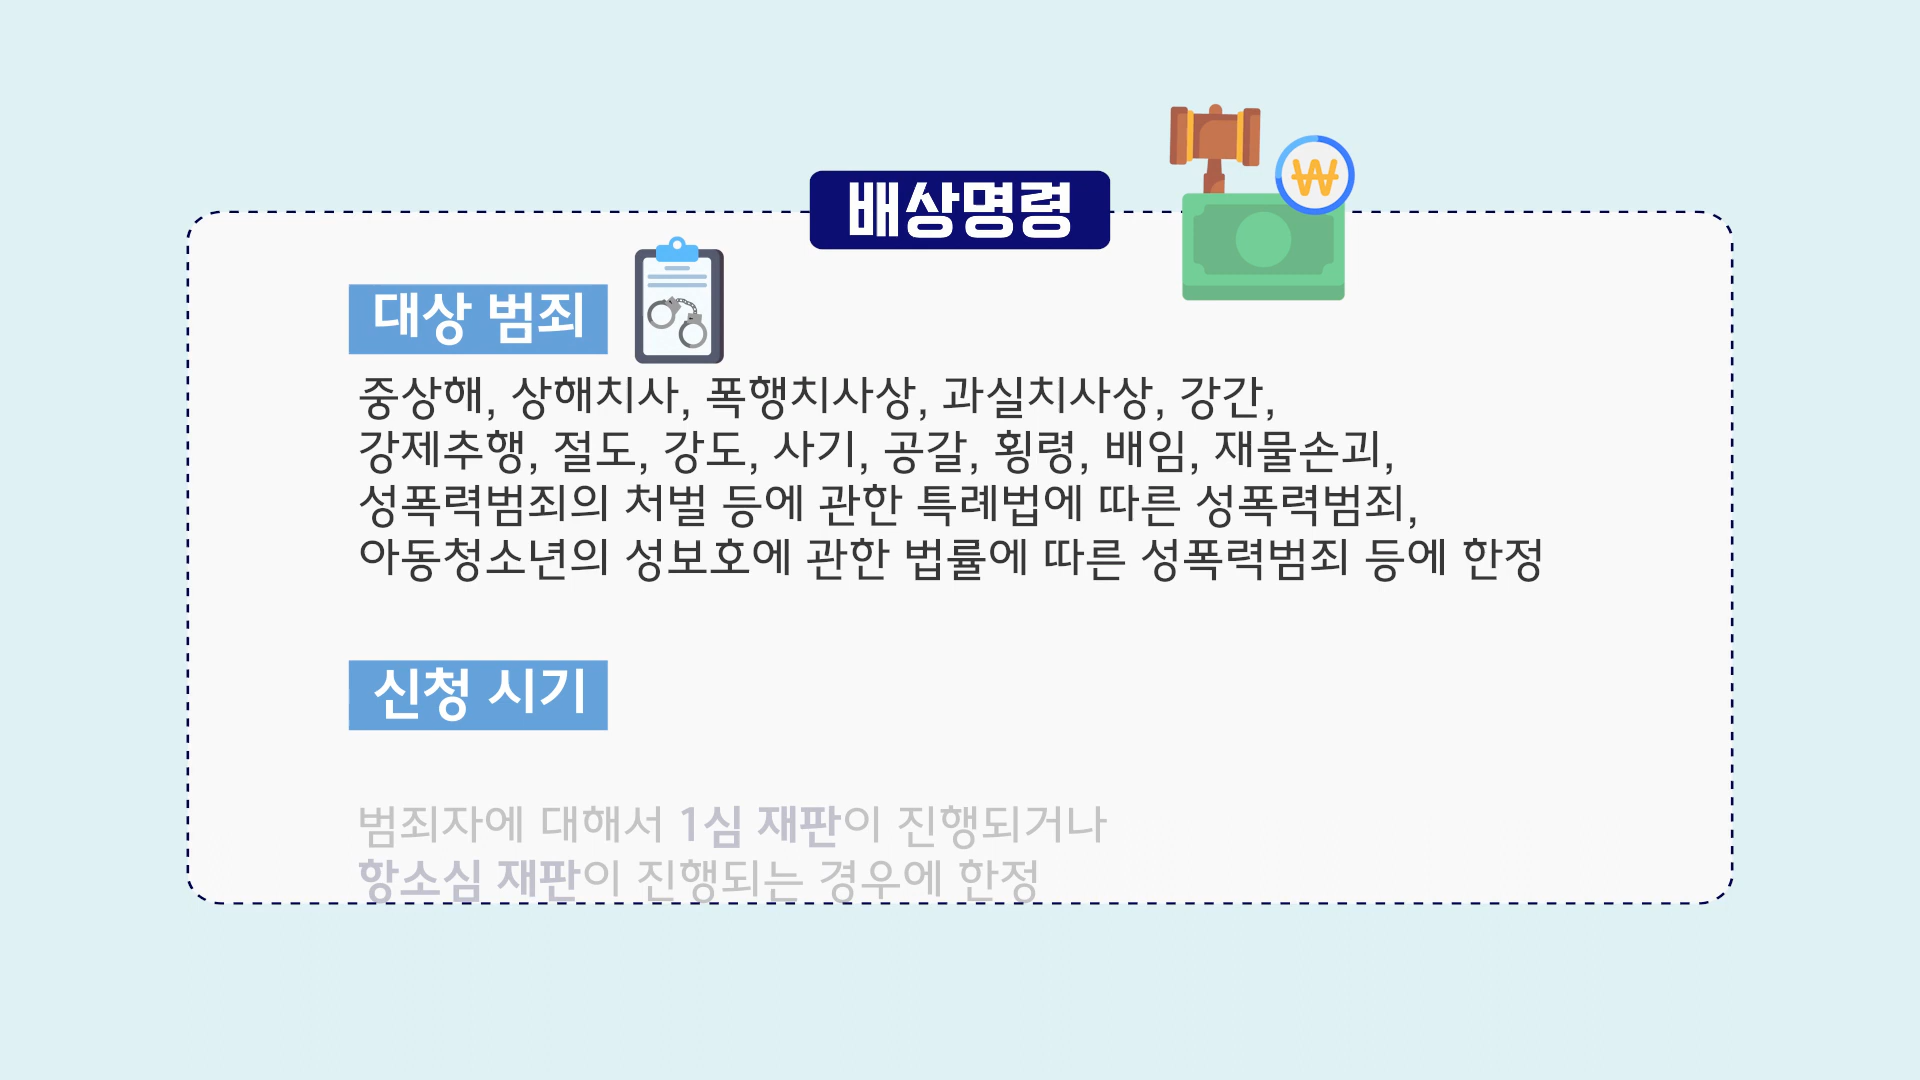 배상명령
대상 범죄
중상해, 상해치사, 폭행치사상, 과실치사상, 강간,
강제추행, 절도, 강도, 사기, 공갈, 횡령, 배임, 재물손괴,
성폭력범죄의 처벌 등에 관한 특례법에 따른 성폭력범죄,
아동청소년의 성보호에 관한 법률에 따른 성폭력범죄 등에 한정
신청 시기
범죄자에 대해서 1심 재판이 진행되거나
항소심 재판이 진행되는 경우에 한정